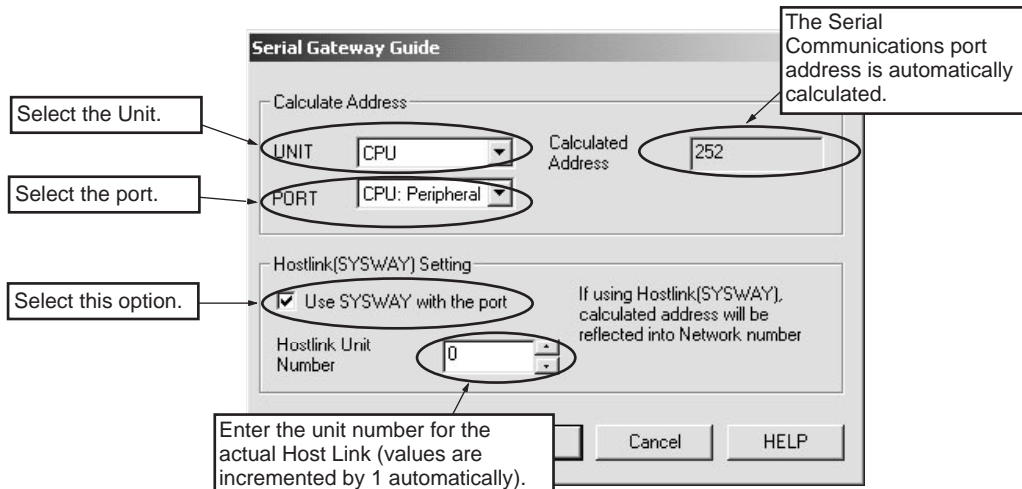 The Serial
Communications port
address is automatically
calculated.
Serial Gateway Guide
Calculate Address
Select the Unit.
UNIT
CPU
Calculated
Address
252
Select the port.
PORT
CPU: Peripheral
Hostlink(SYSWAY) Setting
Select this option.
Use SYSWAY with the port
If using Hostlink(SYSWAY),
calculated address will be
reflected into Network number
Hostlink Unit
Number
0
Enter the unit number for the
actual Host Link (values are
incremented by 1 automatically).
Cancel
HELP